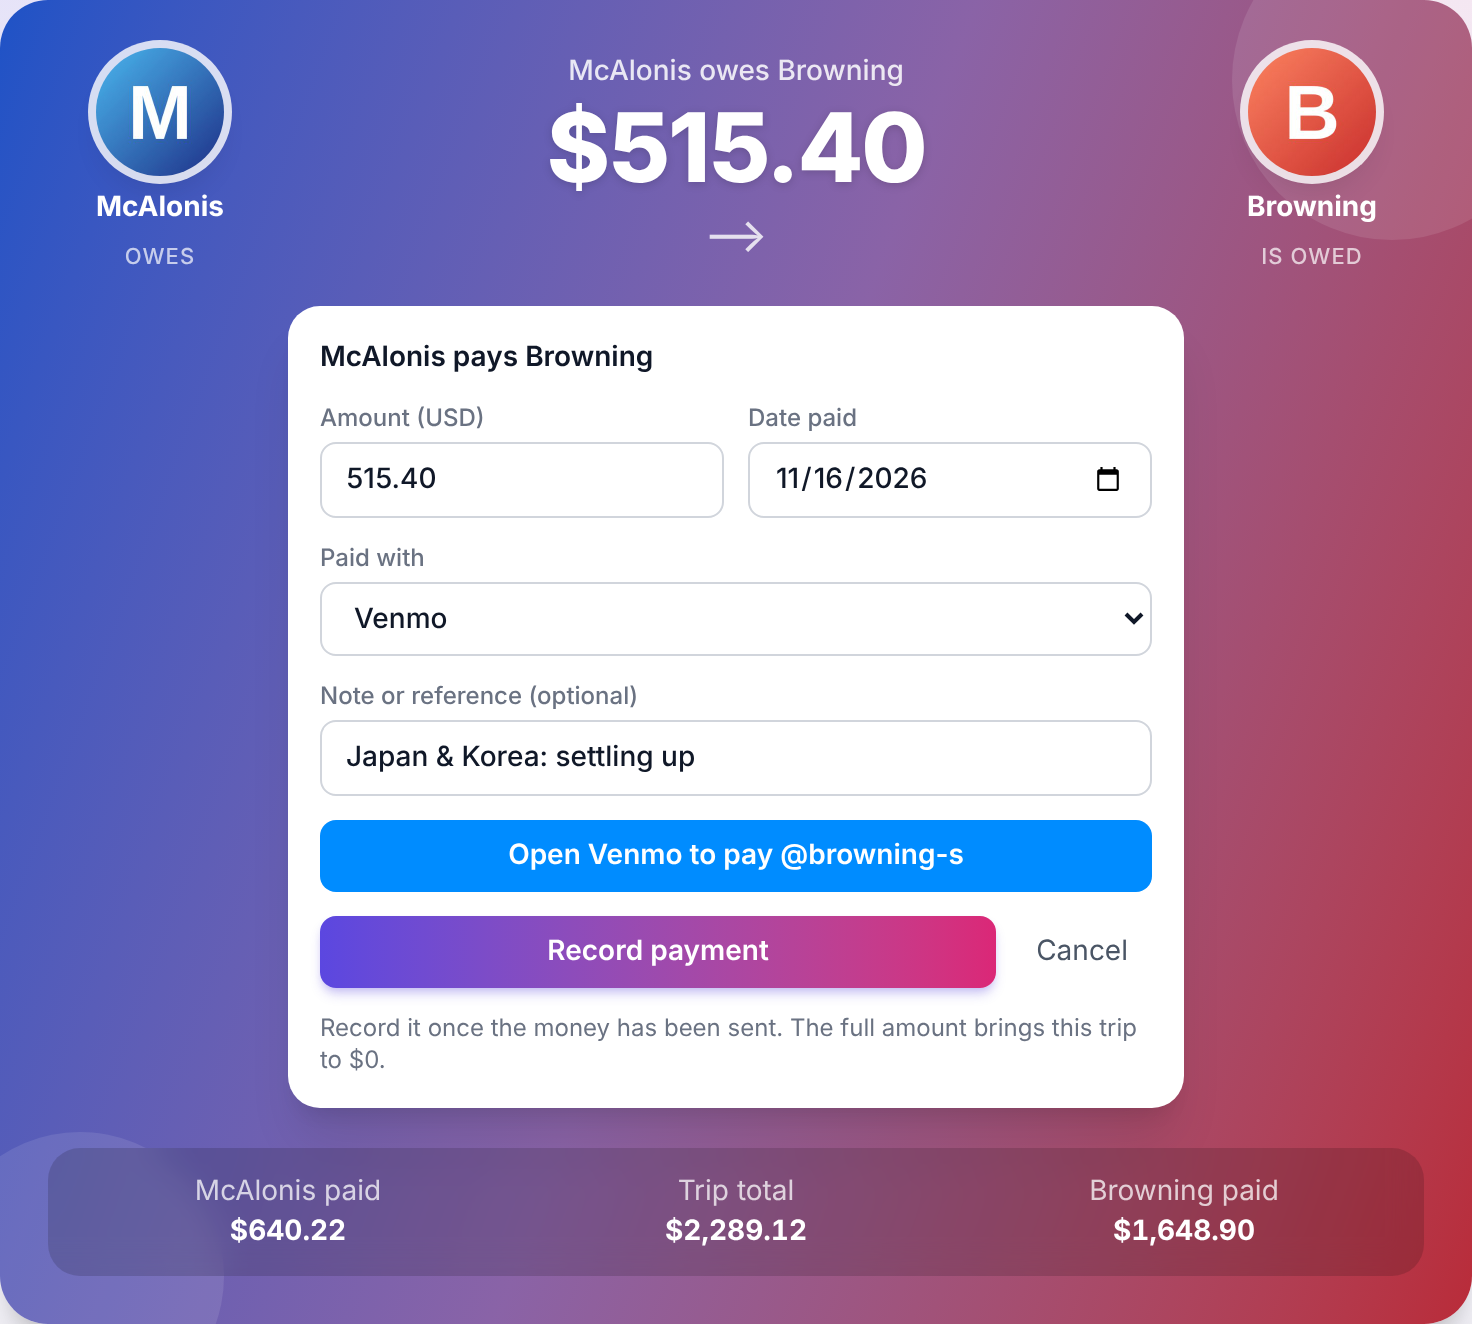 M
McAlonis
OWES
McAlonis owes Browning
$515.40
B
Browning
IS OWED
McAlonis pays Browning
Amount (USD)
515.40
Date paid
11/16/2026
Paid with
Venmo
Note or reference (optional)
Japan & Korea: settling up
Open Venmo to pay @browning-s
Record payment
Cancel
Record it once the money has been sent. The full amount brings this trip
to $0.
McAlonis paid
$640.22
Trip total
$2,289.12
Browning paid
$1,648.90